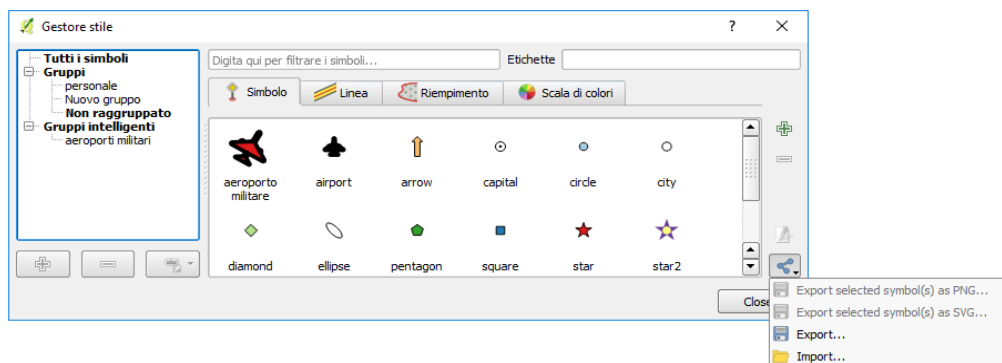 Gestore stile
?
Tutti i simboli
Gruppi
personale
Nuovo gruppo
Non raggruppato
Gruppi intelligenti
aeroporti militari
Digita qui per filtrare i simboli...
Etichette
Simbolo
Linea
Riempimento
Scala di colori
aeroporto militare
airport
arrow
capital
circle
city
diamond
ellipse
pentagon
square
star
star2
abc
Close
Export selected symbol(s) as PNG...
Export selected symbol(s) as SVG...
Export...
Import...